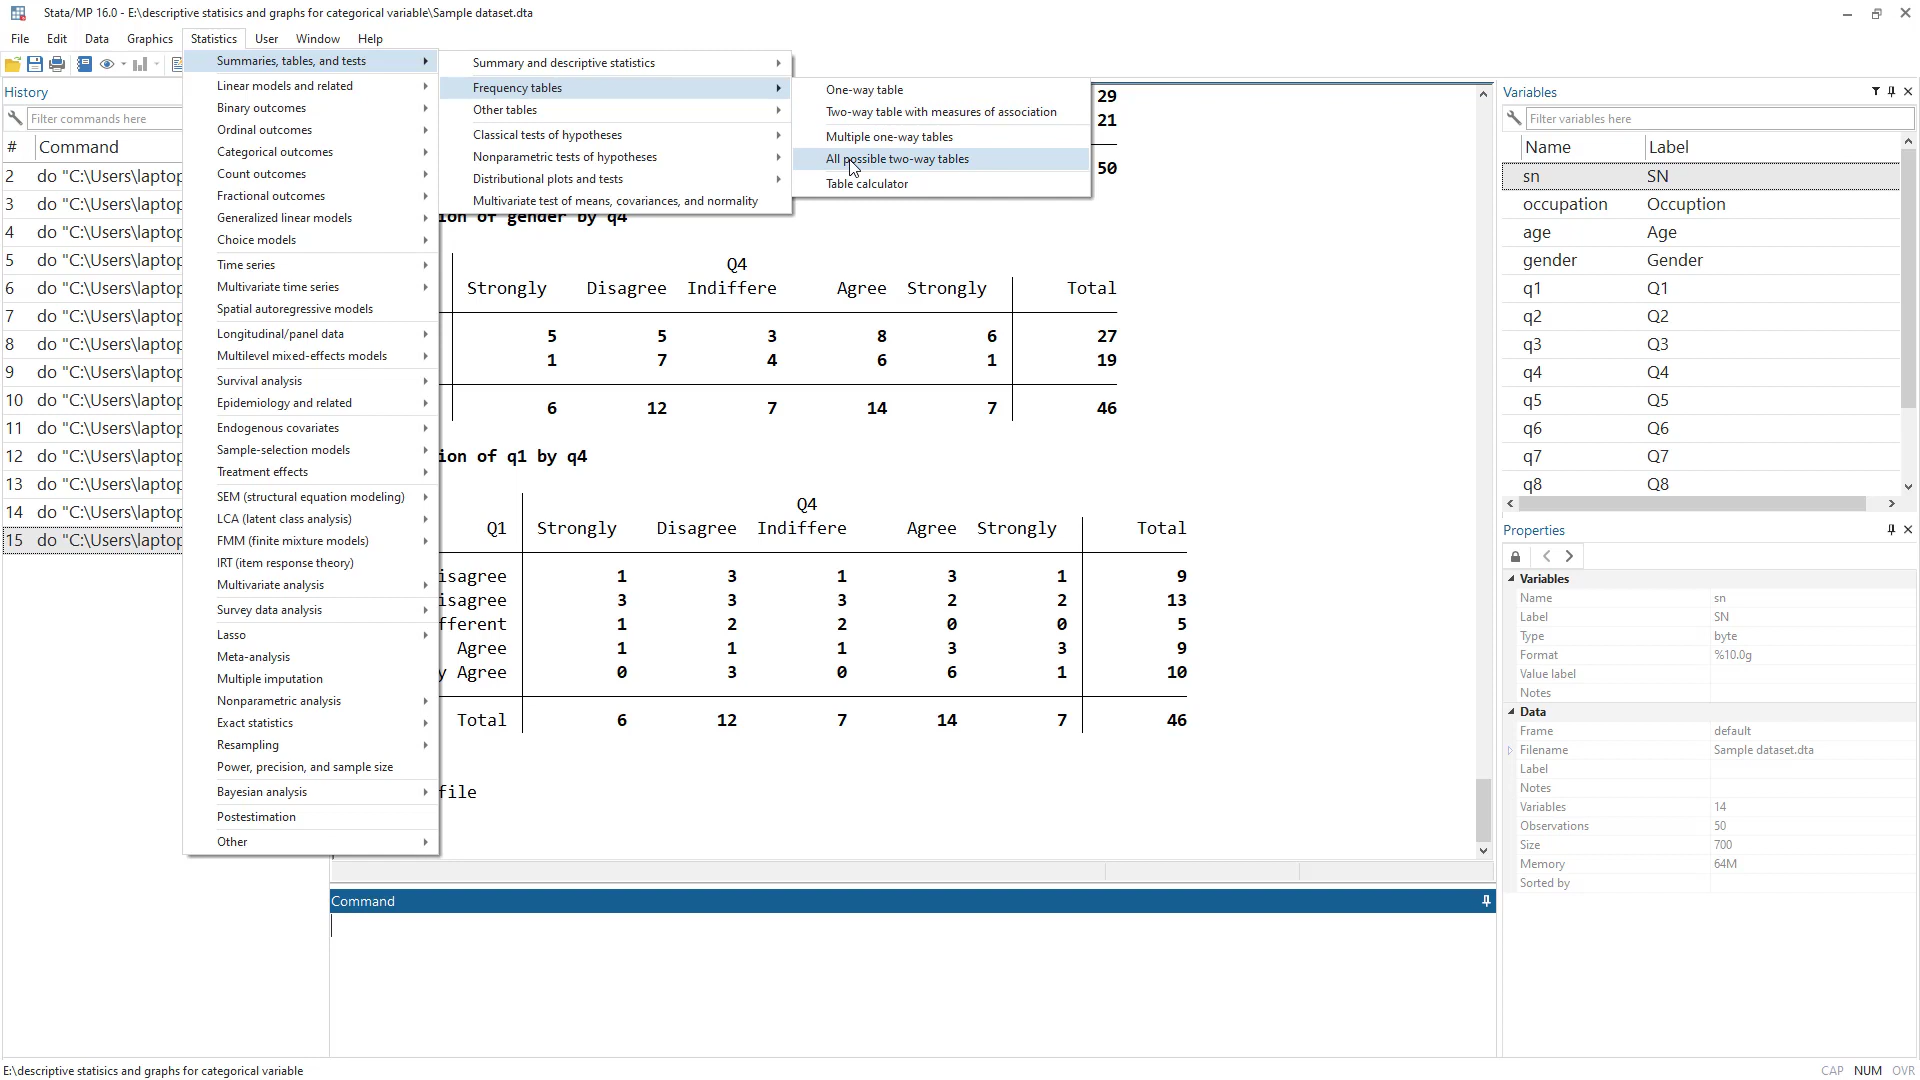 Stata/MP 16.0 - E:\descriptive statisics and graphs for categorical variable\Sample dataset.dta
File Edit Data Graphics Statistics User Window Help
History
Filter commands here
# Command
2 do "C:\Users\laptop
3 do "C:\Users\laptop
4 do "C:\Users\laptop
5 do "C:\Users\laptop
6 do "C:\Users\laptop
7 do "C:\Users\laptop
8 do "C:\Users\laptop
9 do "C:\Users\laptop
10 do "C:\Users\laptop
11 do "C:\Users\laptop
12 do "C:\Users\laptop
13 do "C:\Users\laptop
14 do "C:\Users\laptop
15 do "C:\Users\laptop
Summaries, tables, and tests
Linear models and related
Binary outcomes
Ordinal outcomes
Categorical outcomes
Count outcomes
Fractional outcomes
Generalized linear models
Choice models
Time series
Multivariate time series
Spatial autoregressive models
Longitudinal/panel data
Multilevel mixed-effects models
Survival analysis
Epidemiology and related
Endogenous covariates
Sample-selection models
Treatment effects
SEM (structural equation modeling)
LCA (latent class analysis)
FMM (finite mixture models)
IRT (item response theory)
Multivariate analysis
Survey data analysis
Lasso
Meta-analysis
Multiple imputation
Nonparametric analysis
Exact statistics
Resampling
Power, precision, and sample size
Bayesian analysis
Postestimation
Other
Summary and descriptive statistics
Frequency tables
Other tables
Classical tests of hypotheses
Nonparametric tests of hypotheses
Distributional plots and tests
Multivariate test of means, covariances, and normality
One-way table
Two-way table with measures of association
Multiple one-way tables
All possible two-way tables
Table calculator
29
21
50
ion of gender by q4
Q4
Strongly Disagree Indiffere Agree Strongly Total
5 5 3 8 6 27
1 7 4 6 1 19
6 12 7 14 7 46
ion of q1 by q4
Q4
Q1 Strongly Disagree Indiffere Agree Strongly Total
isagree 1 3 1 3 1 9
isagree 3 3 3 2 2 13
fferent 1 2 2 0 0 5
Agree 1 1 1 3 3 9
y Agree 0 3 0 6 1 10
Total 6 12 7 14 7 46
file
Command
Variables
Filter variables here
Name Label
sn SN
occupation Occuption
age Age
gender Gender
q1 Q1
q2 Q2
q3 Q3
q4 Q4
q5 Q5
q6 Q6
q7 Q7
q8 Q8
Properties
Variables
Name sn
Label SN
Type byte
Format %10.0g
Value label
Notes
Data
Frame default
Filename Sample dataset.dta
Label
Notes
Variables 14
Observations 50
Size 700
Memory 64M
Sorted by
E:\descriptive statisics and graphs for categorical variable
CAP NUM OVR